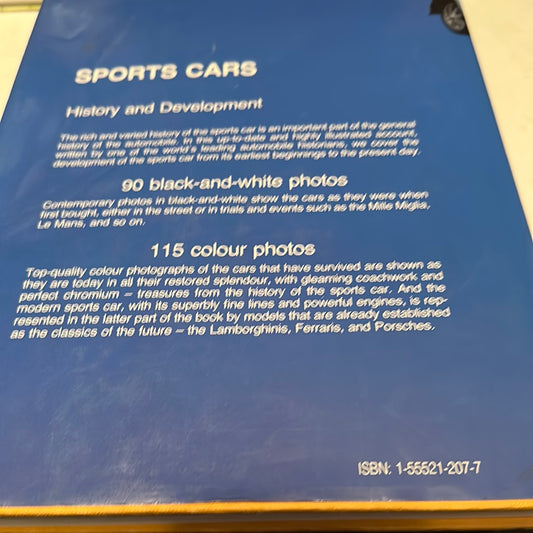 SPORTS CARS
History and Development
The rich and varied history of the sports car is an important part of the general
history of the automobile. In this up-to-date and highly illustrated account,
written by one of the world's leading automobile historians, we cover the
development of the sports car from its earliest beginnings to the present day.
90 black-and-white photos
Contemporary photos in black-and-white show the cars as they were when
first bought, either in the street or in trials and events such as the Mille Miglia,
Le Mans, and so on.
115 colour photos
Top-quality colour photographs of the cars that have survived are shown as
they are today in all their restored splendour, with gleaming coachwork and
perfect chromium – treasures from the history of the sports car. And the
modern sports car, with its superbly fine lines and powerful engines, is rep-
resented in the latter part of the book by models that are already established
as the classics of the future – the Lamborghinis, Ferraris, and Porsches.
ISBN: 1-55521-207-7